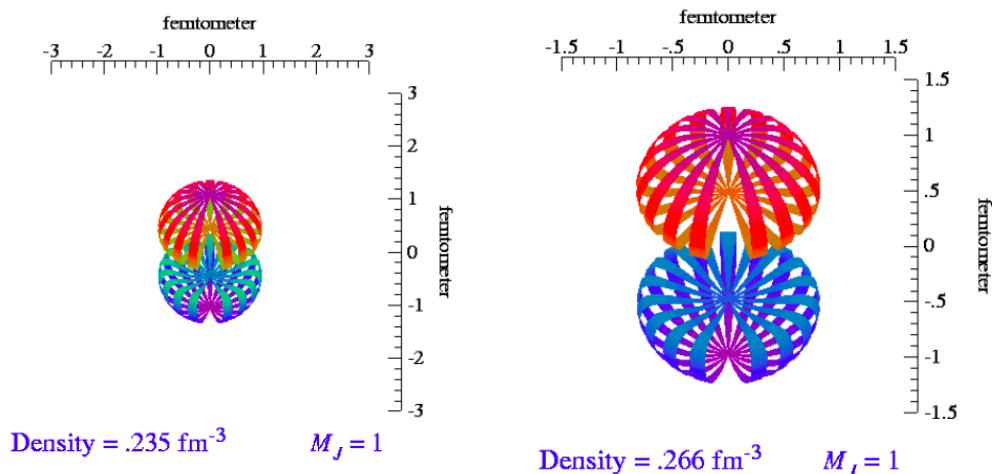 femtometer
-3 -2 -1 0 1 2 3
3
2
1
0
-1
-2
-3
femtometer
Density = .235 fm⁻³ M_J = 1
femtometer
-1.5 -1 -.5 0 .5 1 1.5
1.5
1
.5
0
-.5
-1
-1.5
femtometer
Density = .266 fm⁻³ M_J = 1